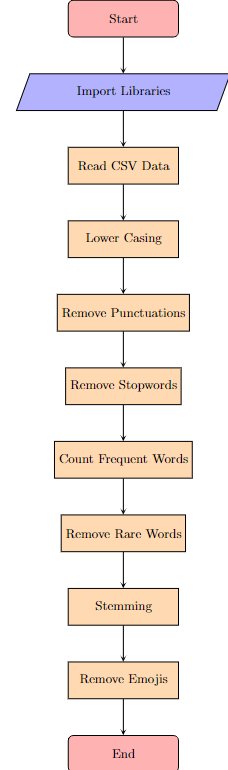 Start
Import Libraries
Read CSV Data
Lower Casing
Remove Punctuations
Remove Stopwords
Count Frequent Words
Remove Rare Words
Stemming
Remove Emojis
End